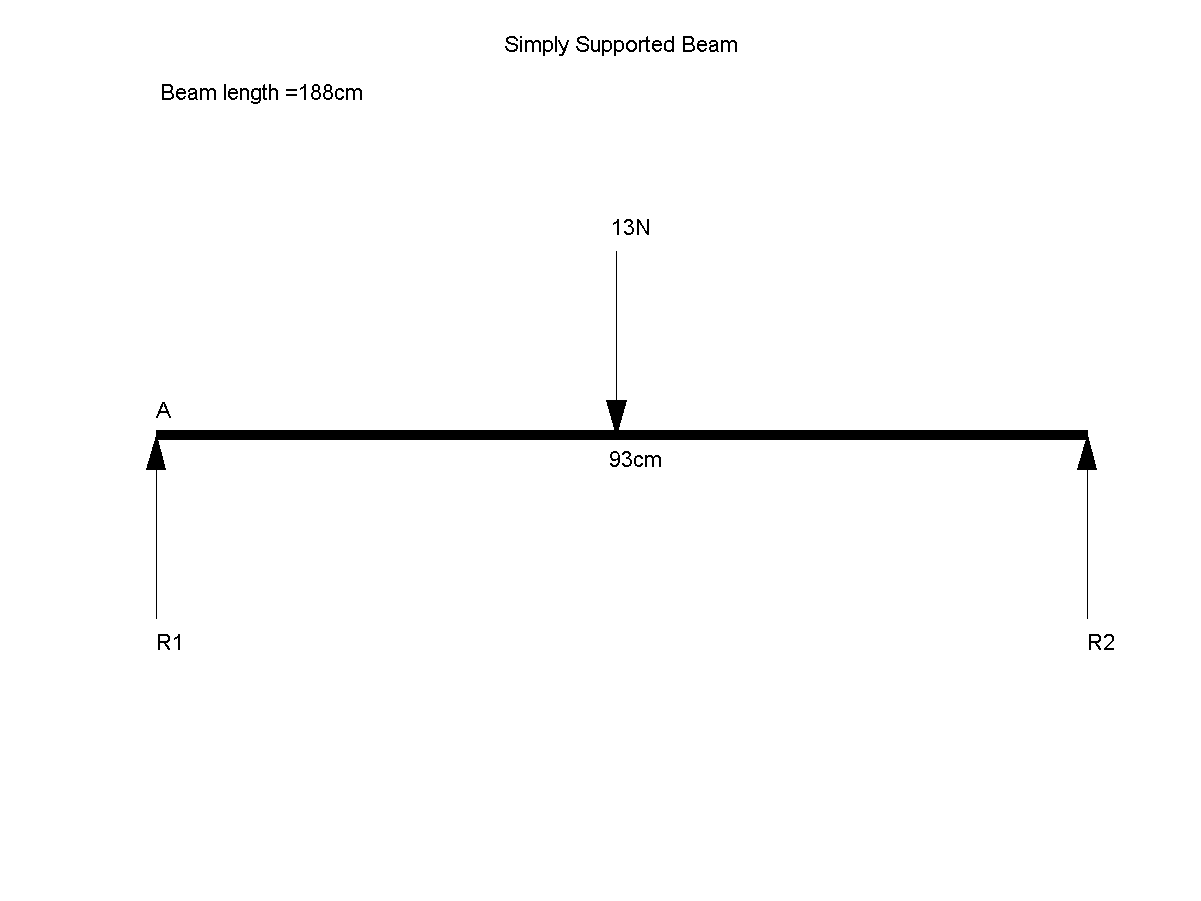 Simply Supported Beam
Beam length =188cm
13N
A
93cm
R1
R2